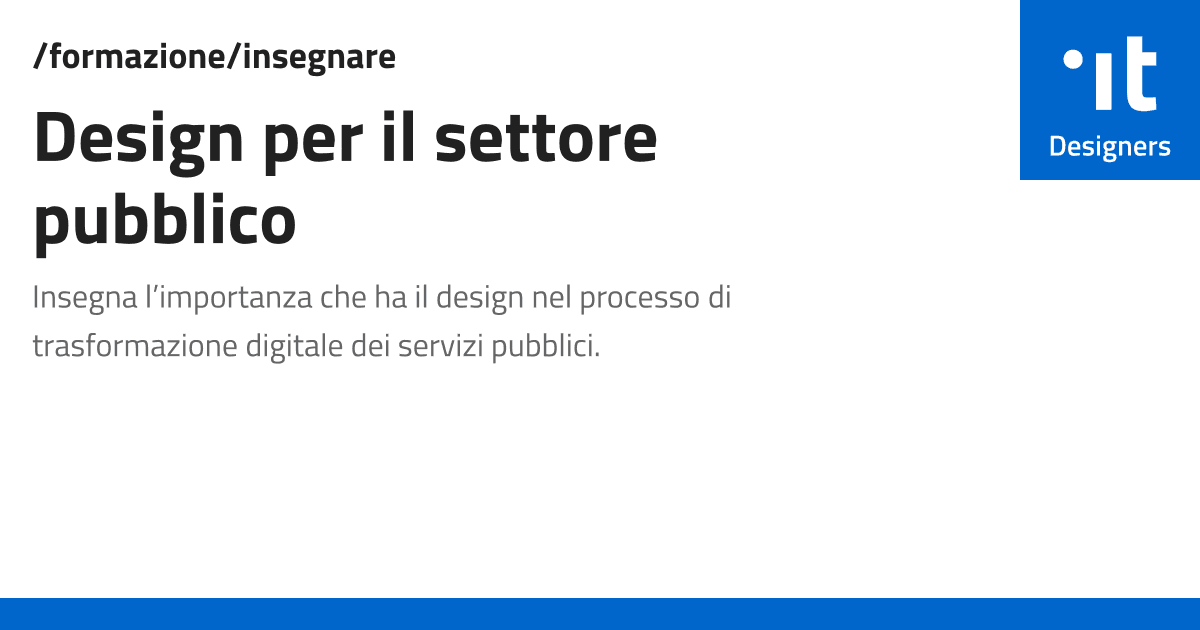 /formazione/insegnare
Design per il settore
pubblico
Insegna l’importanza che ha il design nel processo di
trasformazione digitale dei servizi pubblici.
it
Designers